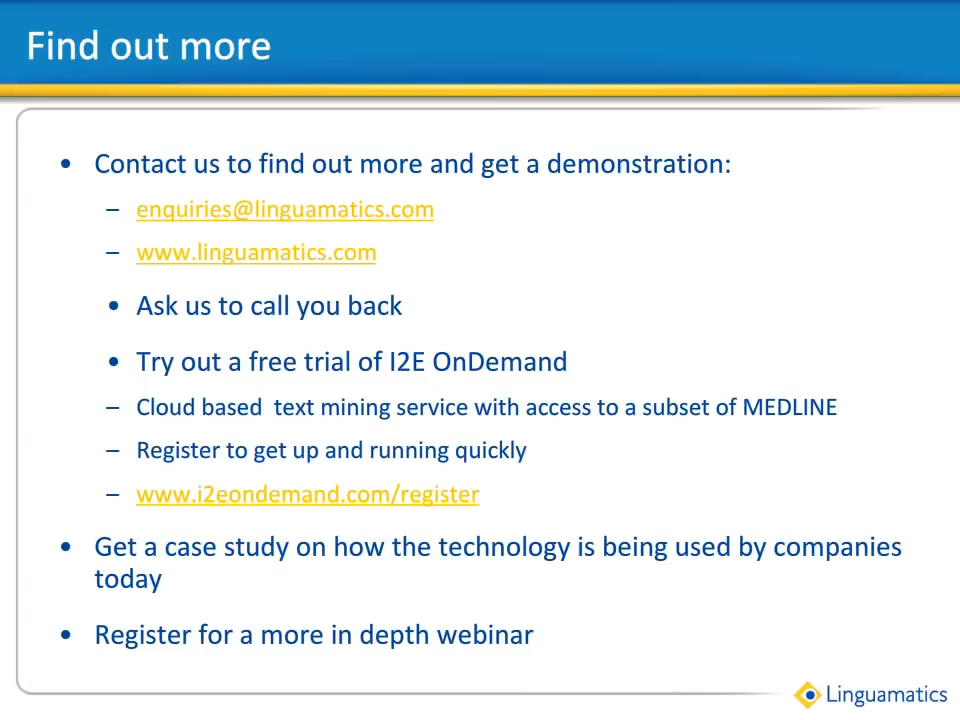 Find out more
• Contact us to find out more and get a demonstration:
– enquiries@linguamatics.com
– www.linguamatics.com
• Ask us to call you back
• Try out a free trial of I2E OnDemand
– Cloud based  text mining service with access to a subset of MEDLINE
– Register to get up and running quickly
– www.i2eondemand.com/register
• Get a case study on how the technology is being used by companies
today
• Register for a more in depth webinar
Linguamatics